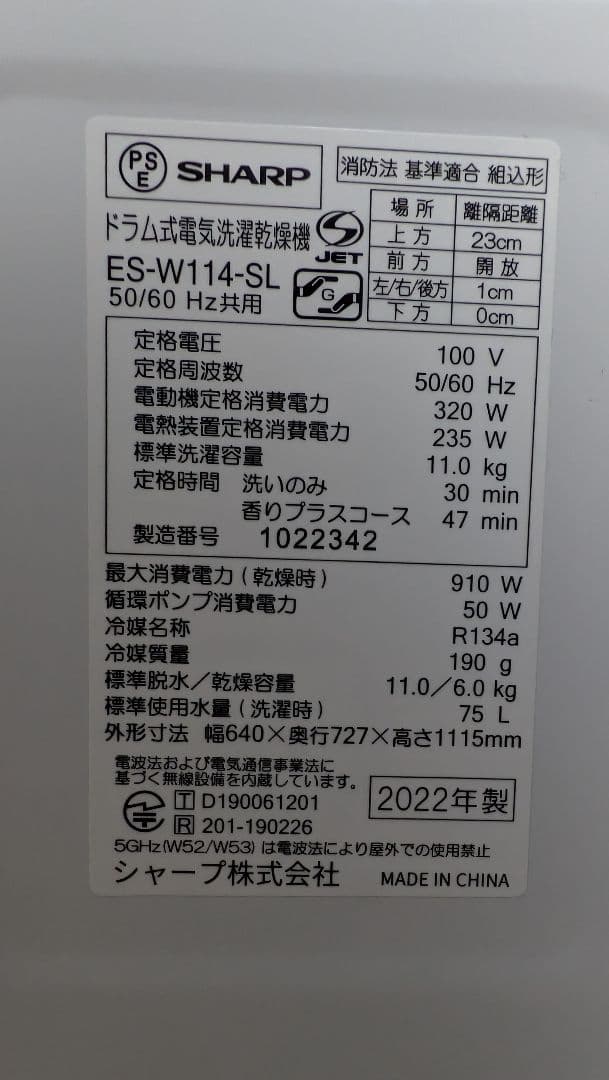 PS E SHARP
消防法 基準適合 組込形
場所 離隔距離
上方 23cm
前方 開放
左/右/後方 1cm
下方 0cm
ドラム式電気洗濯乾燥機
S JET
ES-W114-SL
G
50/60 Hz共用
定格電圧 100 V
定格周波数 50/60 Hz
電動機定格消費電力 320 W
電熱装置定格消費電力 235 W
標準洗濯容量 11.0 kg
定格時間 洗いのみ 30 min
香りプラスコース 47 min
製造番号 1022342
最大消費電力(乾燥時) 910 W
循環ポンプ消費電力 50 W
冷媒名称 R134a
冷媒質量 190 g
標準脱水/乾燥容量 11.0/6.0 kg
標準使用水量(洗濯時) 75 L
外形寸法 幅640×奥行727×高さ1115mm
電波法および電気通信事業法に
基づく無線設備を内蔵しています。
T D190061201
R 201-190226
2022年製
5GHz(W52/W53)は電波法により屋外での使用禁止
シャープ株式会社 MADE IN CHINA